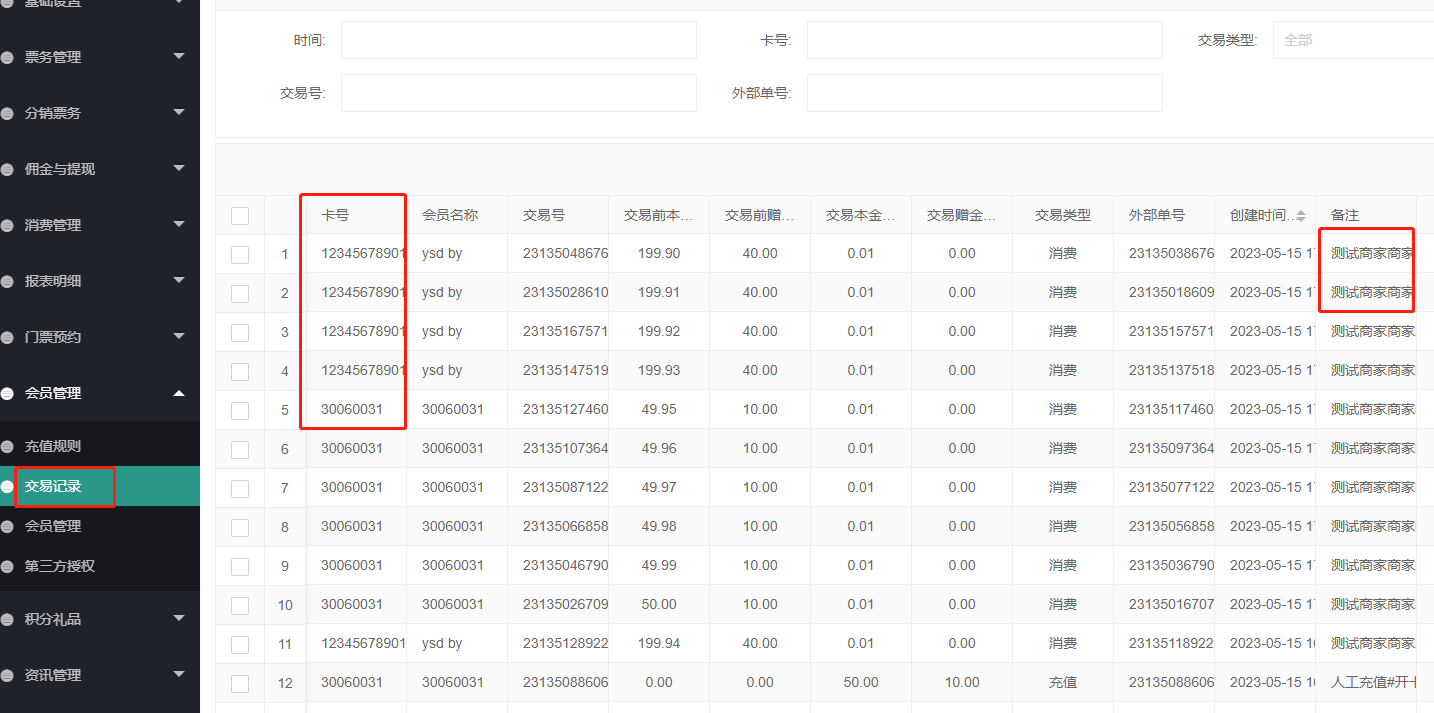 基础设置
票务管理
分销票务
佣金与提现
消费管理
报表明细
门票预约
会员管理
充值规则
交易记录
会员管理
第三方授权
积分礼品
资讯管理
时间: 卡号: 交易类型: 全部
交易号: 外部单号:
卡号 会员名称 交易号 交易前本... 交易前赠... 交易本金... 交易赠金... 交易类型 外部单号 创建时间... 备注
1 12345678901 ysd by 23135048676 199.90 40.00 0.01 0.00 消费 23135038676 2023-05-15 1 测试商家商家
2 12345678901 ysd by 23135028610 199.91 40.00 0.01 0.00 消费 23135018609 2023-05-15 1 测试商家商家
3 12345678901 ysd by 23135167571 199.92 40.00 0.01 0.00 消费 23135157571 2023-05-15 1 测试商家商家
4 12345678901 ysd by 23135147519 199.93 40.00 0.01 0.00 消费 23135137518 2023-05-15 1 测试商家商家
5 30060031 30060031 23135127460 49.95 10.00 0.01 0.00 消费 23135117460 2023-05-15 1 测试商家商家
6 30060031 30060031 23135107364 49.96 10.00 0.01 0.00 消费 23135097364 2023-05-15 1 测试商家商家
7 30060031 30060031 23135087122 49.97 10.00 0.01 0.00 消费 23135077122 2023-05-15 1 测试商家商家
8 30060031 30060031 23135066858 49.98 10.00 0.01 0.00 消费 23135056858 2023-05-15 1 测试商家商家
9 30060031 30060031 23135046790 49.99 10.00 0.01 0.00 消费 23135036790 2023-05-15 1 测试商家商家
10 30060031 30060031 23135026709 50.00 10.00 0.01 0.00 消费 23135016707 2023-05-15 1 测试商家商家
11 12345678901 ysd by 23135128922 199.94 40.00 0.01 0.00 消费 23135118922 2023-05-15 1 测试商家商家
12 30060031 30060031 23135088606 0.00 0.00 50.00 10.00 充值 23135088606 2023-05-15 1 人工充值#开